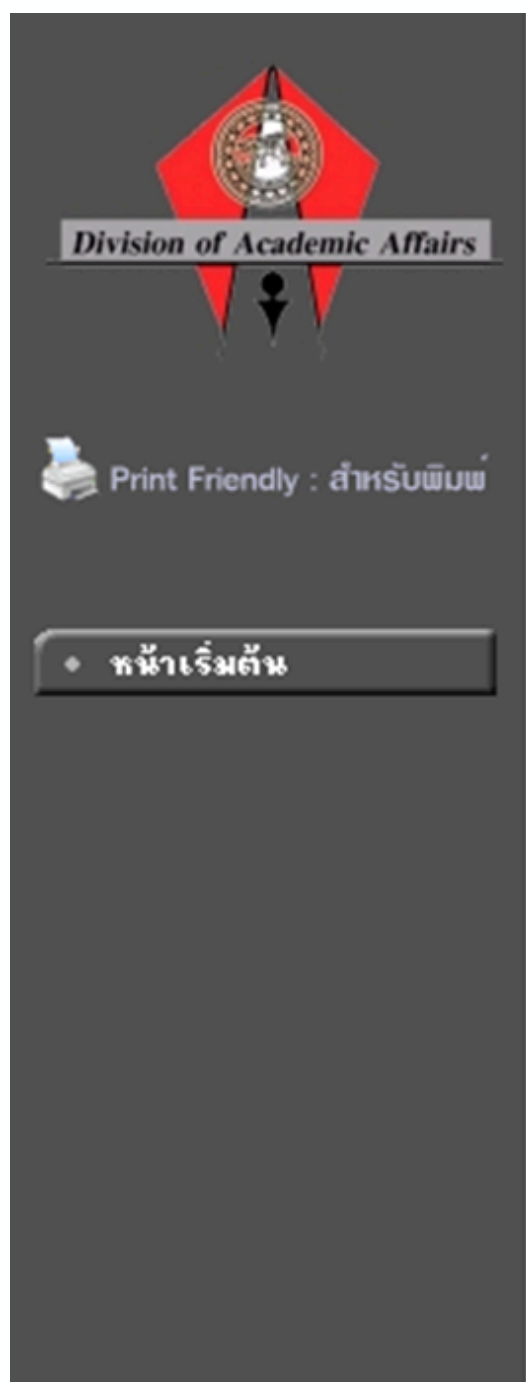 Division of Academic Affairs
Print Friendly : สำหรับพิมพ์
หน้าเริ่มต้น